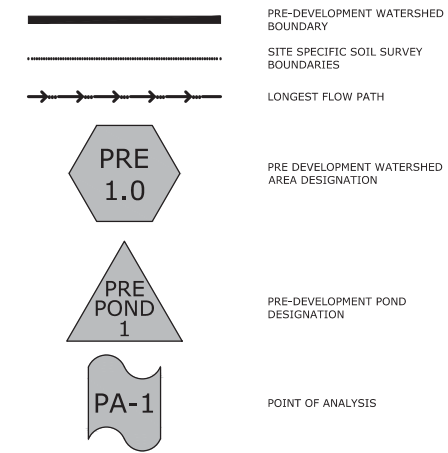 PRE-DEVELOPMENT WATERSHED
BOUNDARY
SITE SPECIFIC SOIL SURVEY
BOUNDARIES
LONGEST FLOW PATH
PRE
1.0
PRE DEVELOPMENT WATERSHED
AREA DESIGNATION
PRE
POND
1
PRE-DEVELOPMENT POND
DESIGNATION
PA-1
POINT OF ANALYSIS